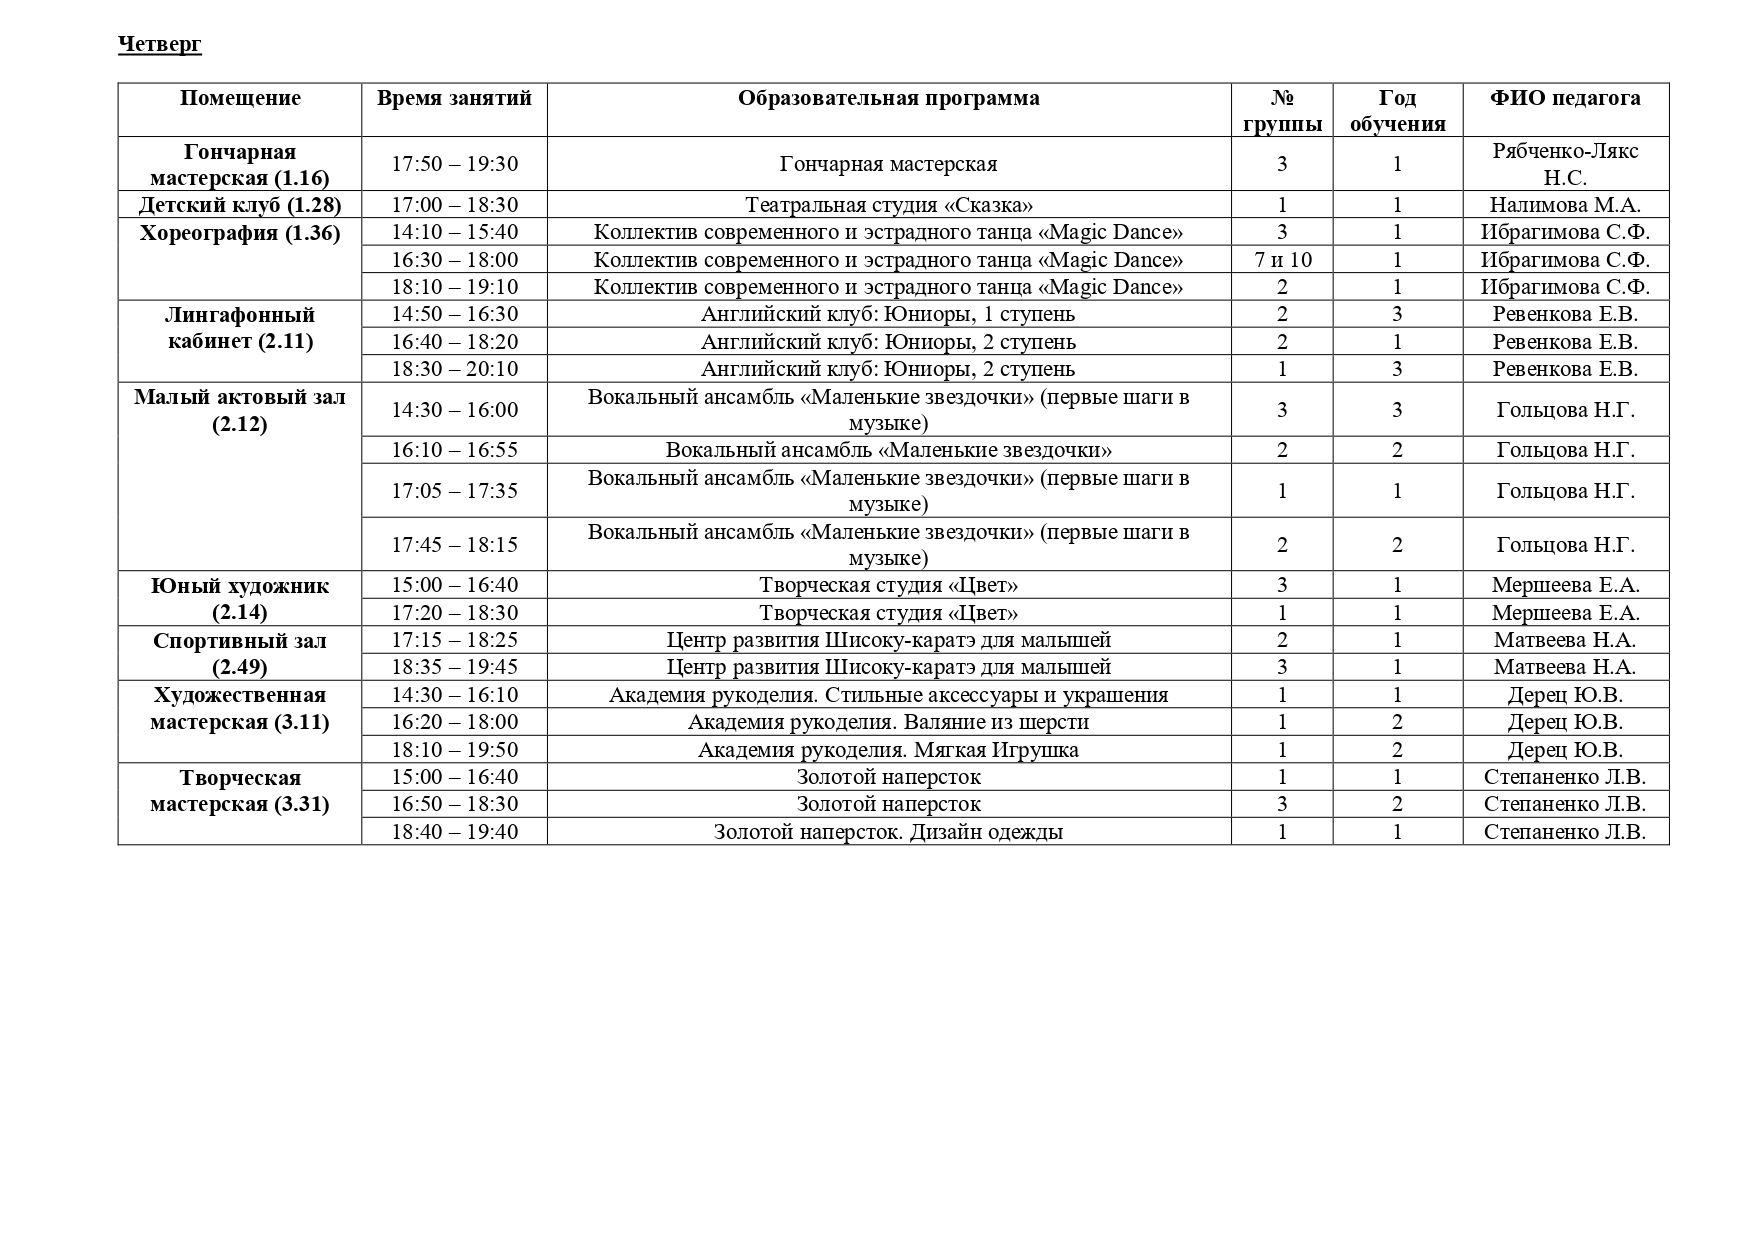 Четверг
Помещение Время занятий Образовательная программа № группы Год обучения ФИО педагога
Гончарная мастерская (1.16) 17:50 – 19:30 Гончарная мастерская 3 1 Рябченко-Лякс Н.С.
Детский клуб (1.28) 17:00 – 18:30 Театральная студия «Сказка» 1 1 Налимова М.А.
Хореография (1.36) 14:10 – 15:40 Коллектив современного и эстрадного танца «Magic Dance» 3 1 Ибрагимова С.Ф.
16:30 – 18:00 Коллектив современного и эстрадного танца «Magic Dance» 7 и 10 1 Ибрагимова С.Ф.
18:10 – 19:10 Коллектив современного и эстрадного танца «Magic Dance» 2 1 Ибрагимова С.Ф.
Лингафонный кабинет (2.11) 14:50 – 16:30 Английский клуб: Юниоры, 1 ступень 2 3 Ревенкова Е.В.
16:40 – 18:20 Английский клуб: Юниоры, 2 ступень 2 1 Ревенкова Е.В.
18:30 – 20:10 Английский клуб: Юниоры, 2 ступень 1 3 Ревенкова Е.В.
Малый актовый зал (2.12) 14:30 – 16:00 Вокальный ансамбль «Маленькие звездочки» (первые шаги в музыке) 3 3 Гольцова Н.Г.
16:10 – 16:55 Вокальный ансамбль «Маленькие звездочки» 2 2 Гольцова Н.Г.
17:05 – 17:35 Вокальный ансамбль «Маленькие звездочки» (первые шаги в музыке) 1 1 Гольцова Н.Г.
17:45 – 18:15 Вокальный ансамбль «Маленькие звездочки» (первые шаги в музыке) 2 2 Гольцова Н.Г.
Юный художник (2.14) 15:00 – 16:40 Творческая студия «Цвет» 3 1 Мершеева Е.А.
17:20 – 18:30 Творческая студия «Цвет» 1 1 Мершеева Е.А.
Спортивный зал (2.49) 17:15 – 18:25 Центр развития Шисоку-каратэ для малышей 2 1 Матвеева Н.А.
18:35 – 19:45 Центр развития Шисоку-каратэ для малышей 3 1 Матвеева Н.А.
Художественная мастерская (3.11) 14:30 – 16:10 Академия рукоделия. Стильные аксессуары и украшения 1 1 Дерец Ю.В.
16:20 – 18:00 Академия рукоделия. Валяние из шерсти 1 2 Дерец Ю.В.
18:10 – 19:50 Академия рукоделия. Мягкая Игрушка 1 2 Дерец Ю.В.
Творческая мастерская (3.31) 15:00 – 16:40 Золотой наперсток 1 1 Степаненко Л.В.
16:50 – 18:30 Золотой наперсток 3 2 Степаненко Л.В.
18:40 – 19:40 Золотой наперсток. Дизайн одежды 1 1 Степаненко Л.В.